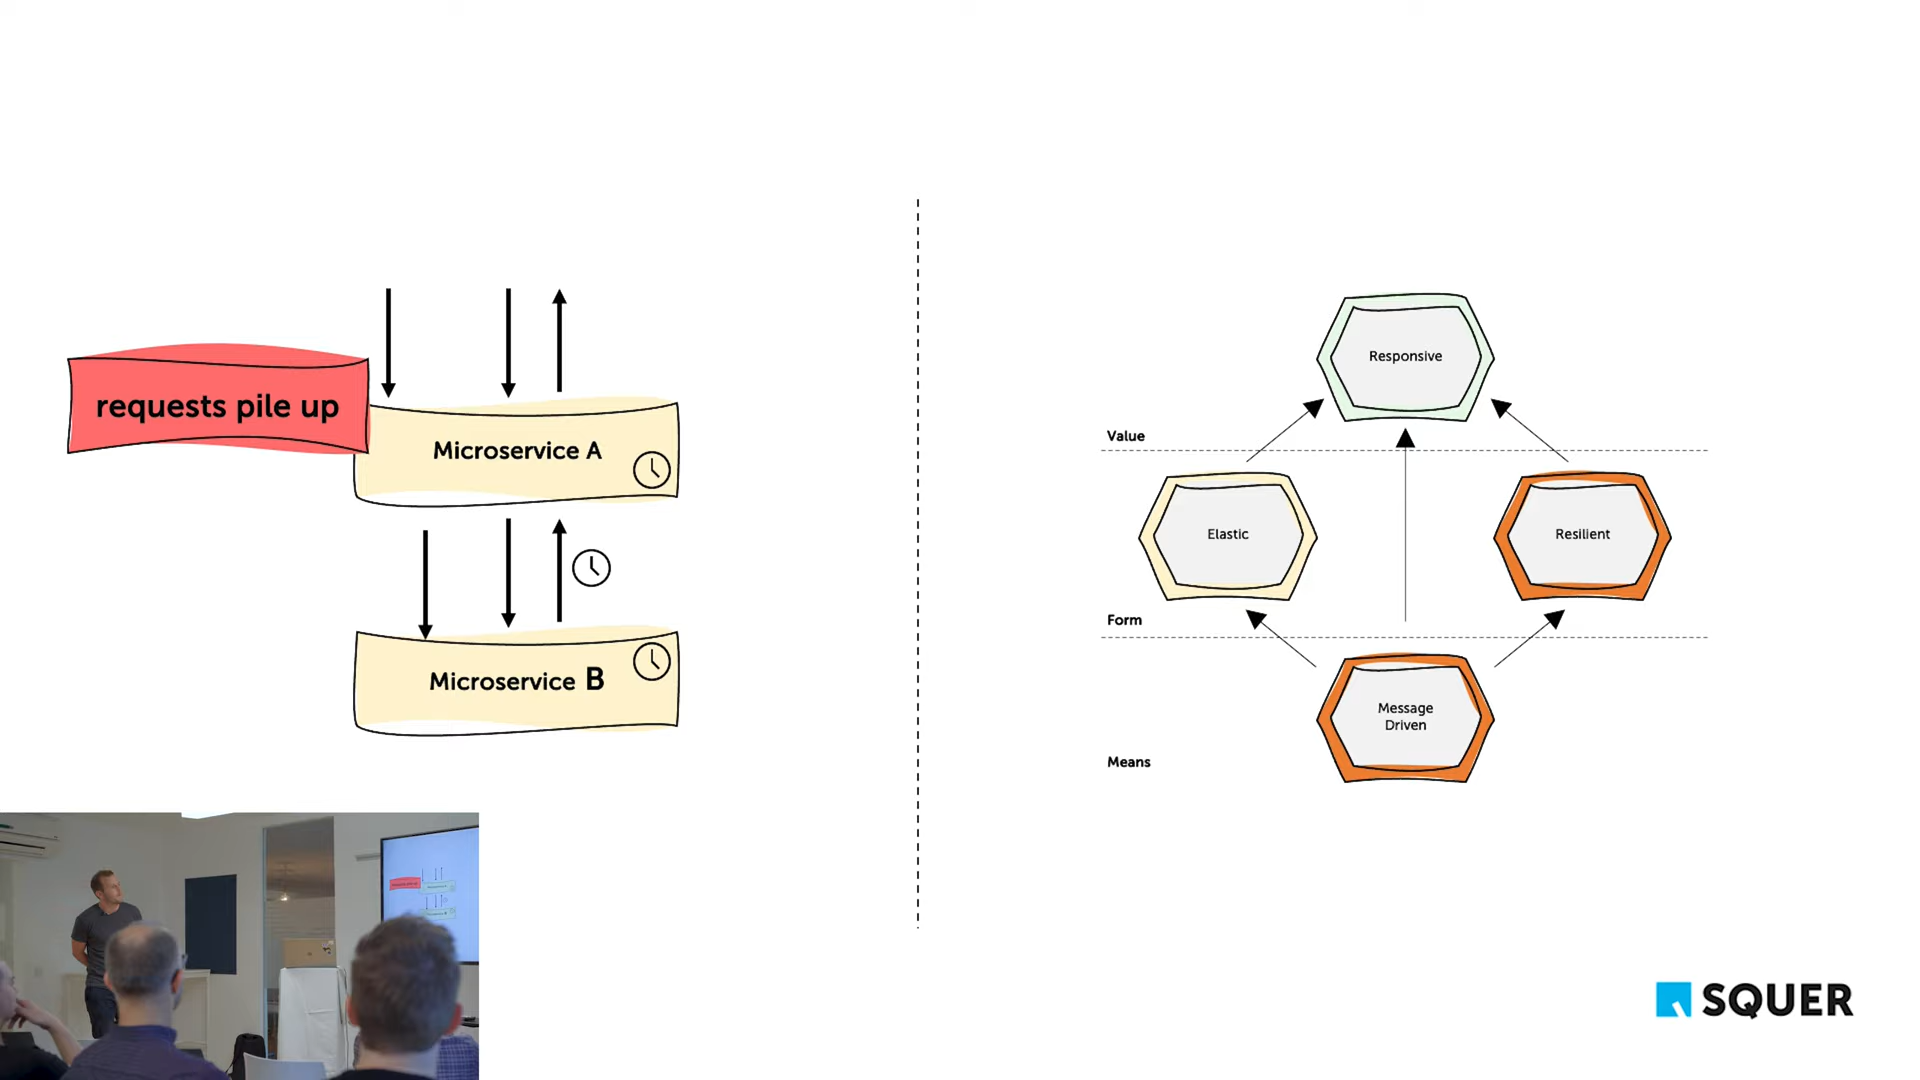 requests pile up
Microservice A
Microservice B
Responsive
Value
Elastic
Resilient
Form
Message
Driven
Means
SQUER